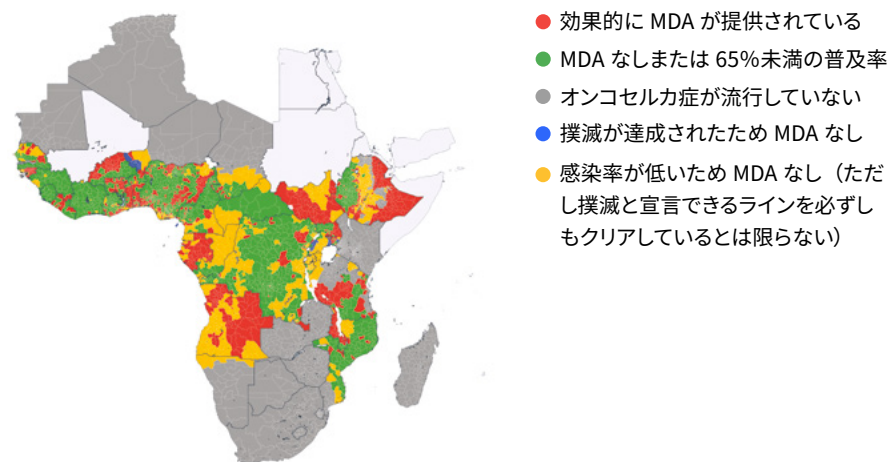 効果的に MDA が提供されている
MDA なしまたは 65%未満の普及率
オンコセルカ症が流行していない
撲滅が達成されたため MDA なし
感染率が低いため MDA なし（ただ
し撲滅と宣言できるラインを必ずし
もクリアしているとは限らない）